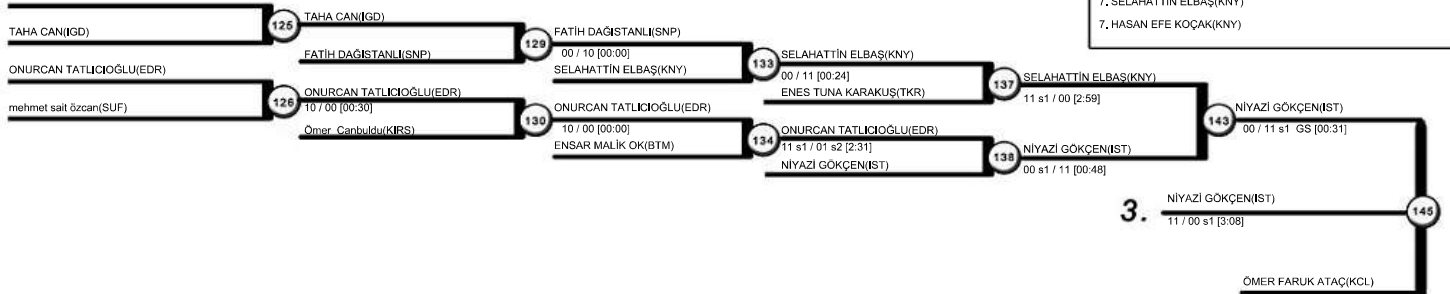 7. SELAHATTİN ELBAŞ(KNY)
7. HASAN EFE KOÇAK(KNY)
TAHA CAN(IGD)
ONURCAN TATLICIOĞLU(EDR)
mehmet sait özcan(SUF)
125
126
TAHA CAN(IGD)
FATİH DAĞISTANLI(SNP)
ONURCAN TATLICIOĞLU(EDR)
10 / 00 [00:30]
Ömer Canbuldu(KIRS)
129
130
FATİH DAĞISTANLI(SNP)
00 / 10 [00:00]
SELAHATTİN ELBAŞ(KNY)
ONURCAN TATLICIOĞLU(EDR)
10 / 00 [00:00]
ENSAR MALİK OK(BTM)
133
134
SELAHATTİN ELBAŞ(KNY)
00 / 11 [00:24]
ENES TUNA KARAKUŞ(TKR)
ONURCAN TATLICIOĞLU(EDR)
11 s1 / 01 s2 [2:31]
NİYAZİ GÖKÇEN(IST)
137
138
SELAHATTİN ELBAŞ(KNY)
11 s1 / 00 [2:59]
NİYAZİ GÖKÇEN(IST)
00 s1 / 11 [00:48]
143
NİYAZİ GÖKÇEN(IST)
00 / 11 s1 GS [00:31]
3.
NİYAZİ GÖKÇEN(IST)
11 / 00 s1 [3:08]
145
ÖMER FARUK ATAÇ(KCL)